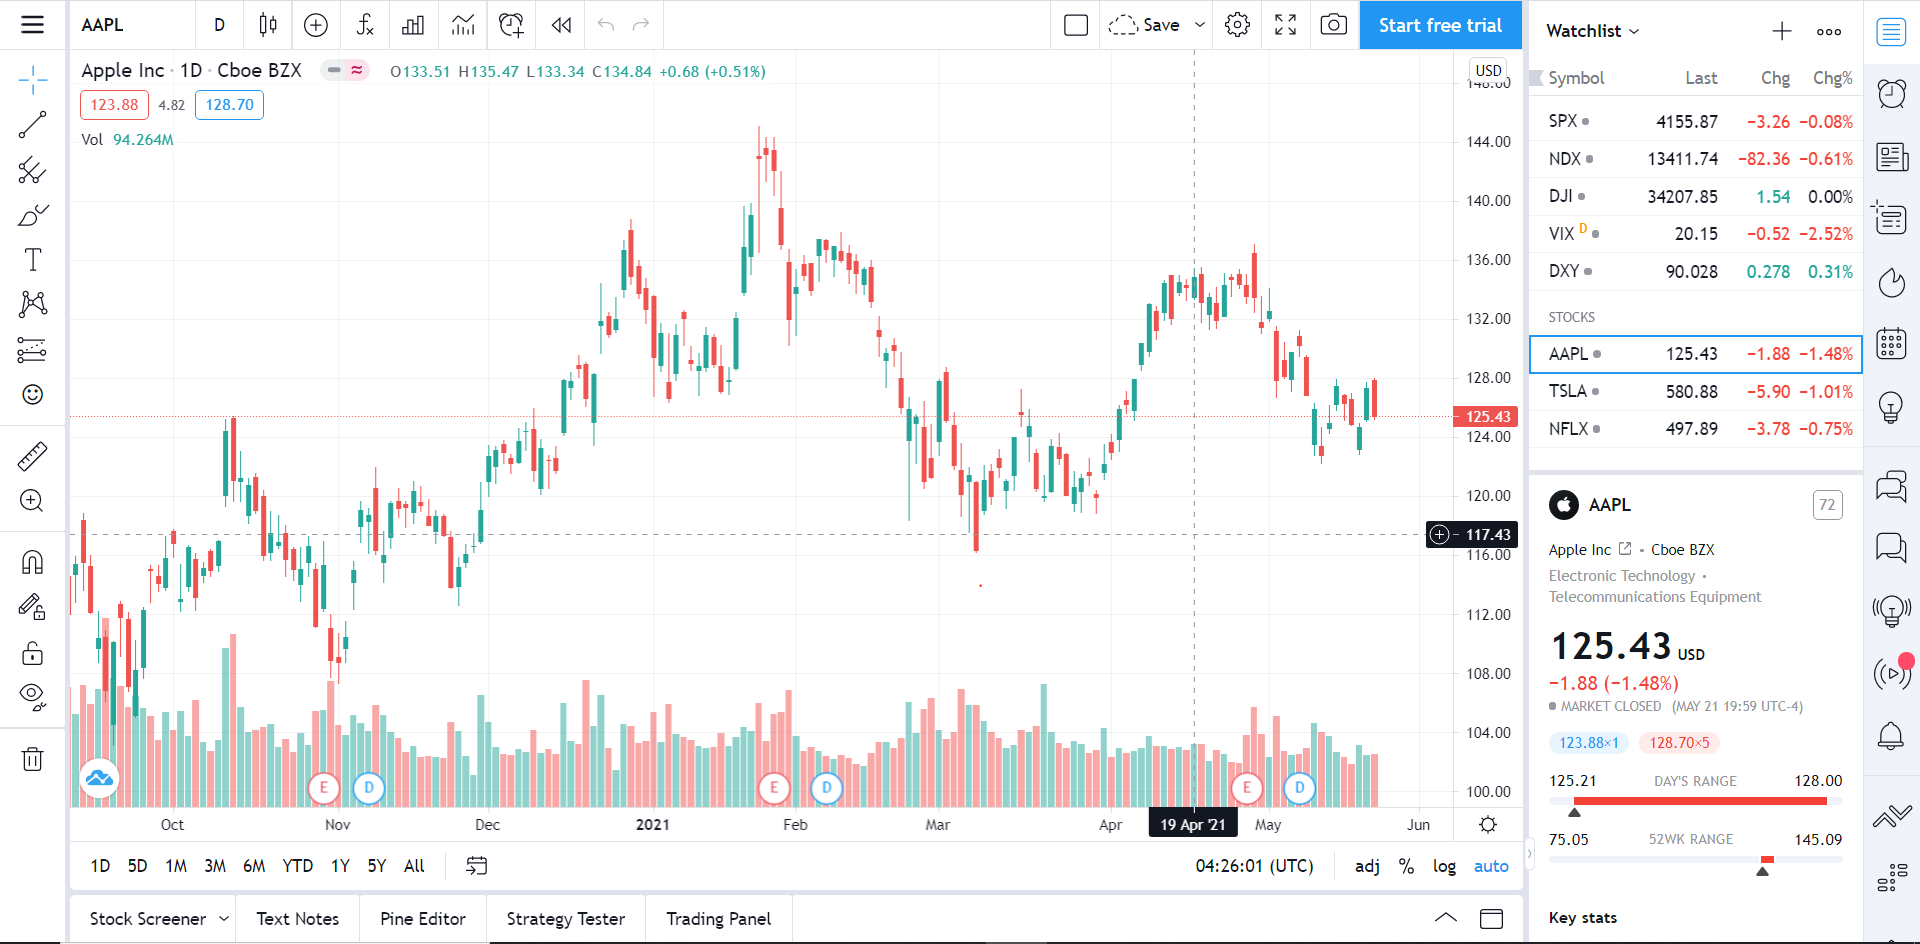 AAPL D Save Start free trial
Apple Inc · 1D · Cboe BZX O133.51 H135.47 L133.34 C134.84 +0.68 (+0.51%)
123.88 4.82 128.70
Vol 94.264M
USD
148.00
144.00
140.00
136.00
132.00
128.00
125.43
124.00
120.00
117.43
116.00
112.00
108.00
104.00
100.00
E D E D E D
Oct Nov Dec 2021 Feb Mar Apr 19 Apr '21 May Jun
1D 5D 1M 3M 6M YTD 1Y 5Y All 04:26:01 (UTC) adj % log auto
Stock Screener Text Notes Pine Editor Strategy Tester Trading Panel
Watchlist
Symbol Last Chg Chg%
SPX 4155.87 −3.26 −0.08%
NDX 13411.74 −82.36 −0.61%
DJI 34207.85 1.54 0.00%
VIX D 20.15 −0.52 −2.52%
DXY 90.028 0.278 0.31%
STOCKS
AAPL 125.43 −1.88 −1.48%
TSLA 580.88 −5.90 −1.01%
NFLX 497.89 −3.78 −0.75%
AAPL 72
Apple Inc • Cboe BZX
Electronic Technology •
Telecommunications Equipment
125.43 USD
−1.88 (−1.48%)
MARKET CLOSED (MAY 21 19:59 UTC-4)
123.88×1 128.70×5
125.21 DAY'S RANGE 128.00
75.05 52WK RANGE 145.09
Key stats